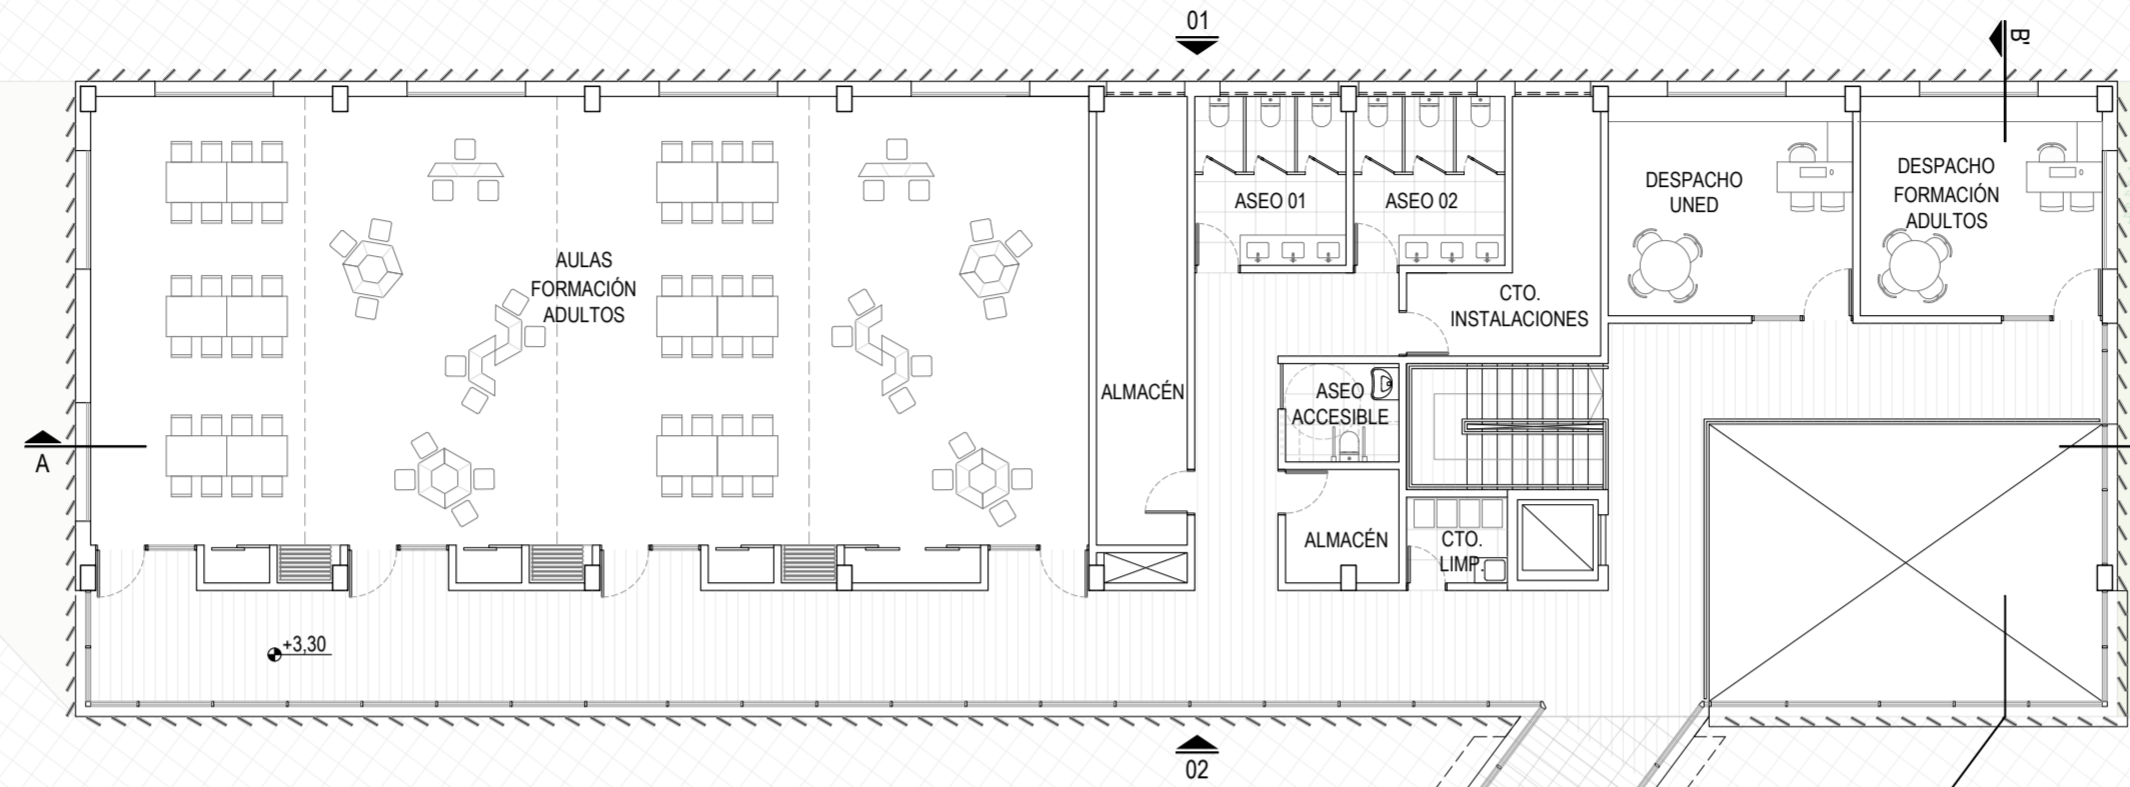 01
B'
DESPACHO
UNED
DESPACHO
FORMACIÓN
ADULTOS
ASEO 01
ASEO 02
AULAS
FORMACIÓN
ADULTOS
CTO.
INSTALACIONES
ALMACÉN
ASEO
ACCESIBLE
A
ALMACÉN
CTO.
LIMP.
+3,30
02